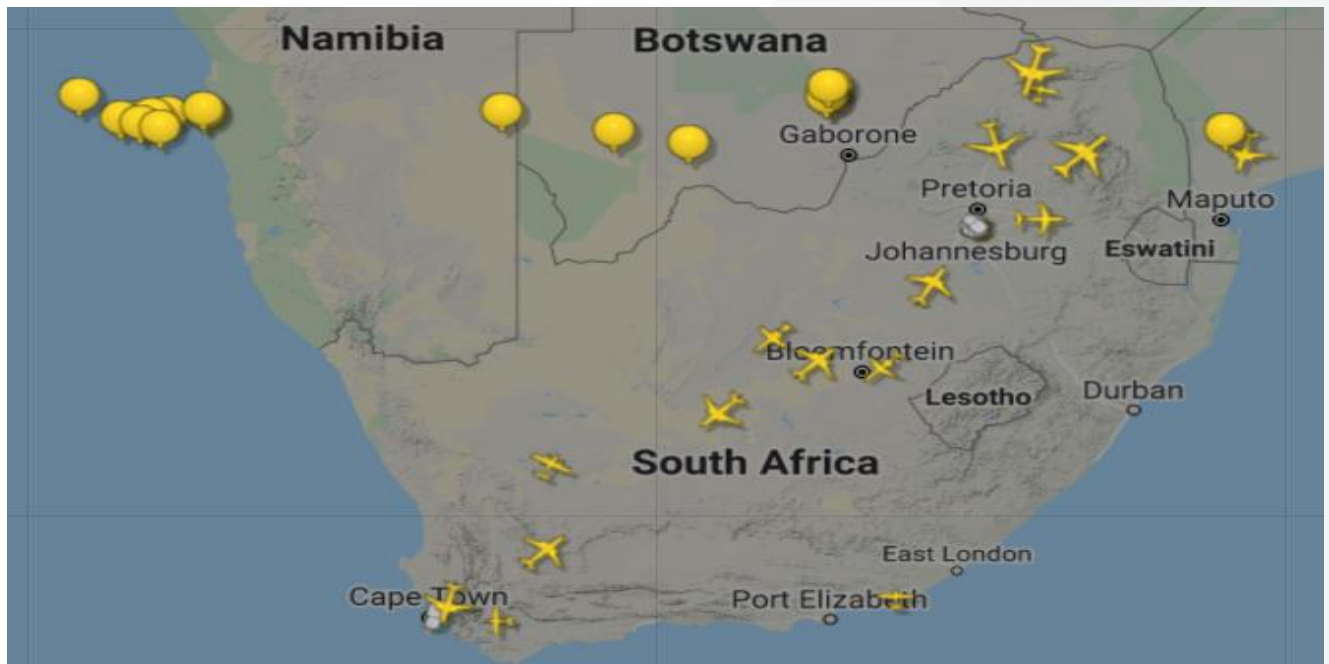 Namibia
Botswana
Gaborone
Pretoria
Maputo
Johannesburg
Eswatini
Bloemfontein
Lesotho
Durban
South Africa
East London
Cape Town
Port Elizabeth